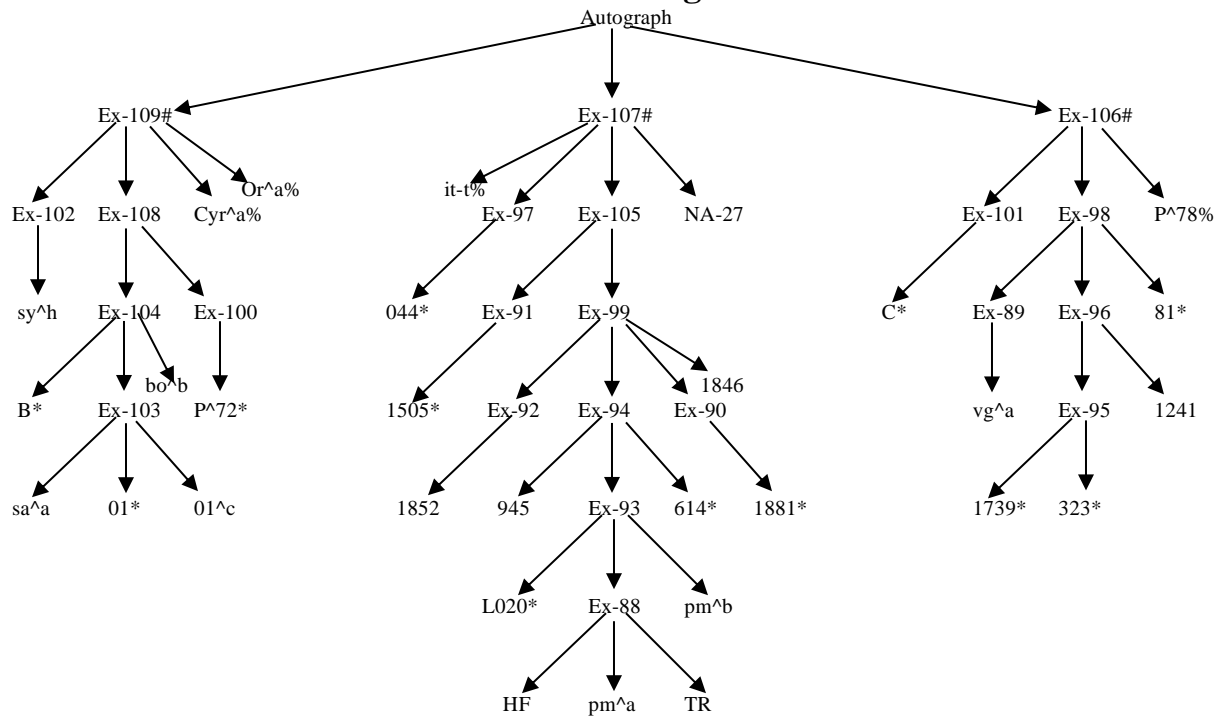 Autograph
Ex-109# Ex-107# Ex-106#
Or^a% it-t%
Ex-102 Ex-108 Cyr^a% Ex-97 Ex-105 NA-27 Ex-101 Ex-98 P^78%
sy^h Ex-104 Ex-100 044* Ex-91 Ex-99 C* Ex-89 Ex-96 81*
bo^b 1846
B* Ex-103 P^72* 1505* Ex-92 Ex-94 Ex-90 vg^a Ex-95 1241
sa^a 01* 01^c 1852 945 Ex-93 614* 1881* 1739* 323*
L020* Ex-88 pm^b
HF pm^a TR